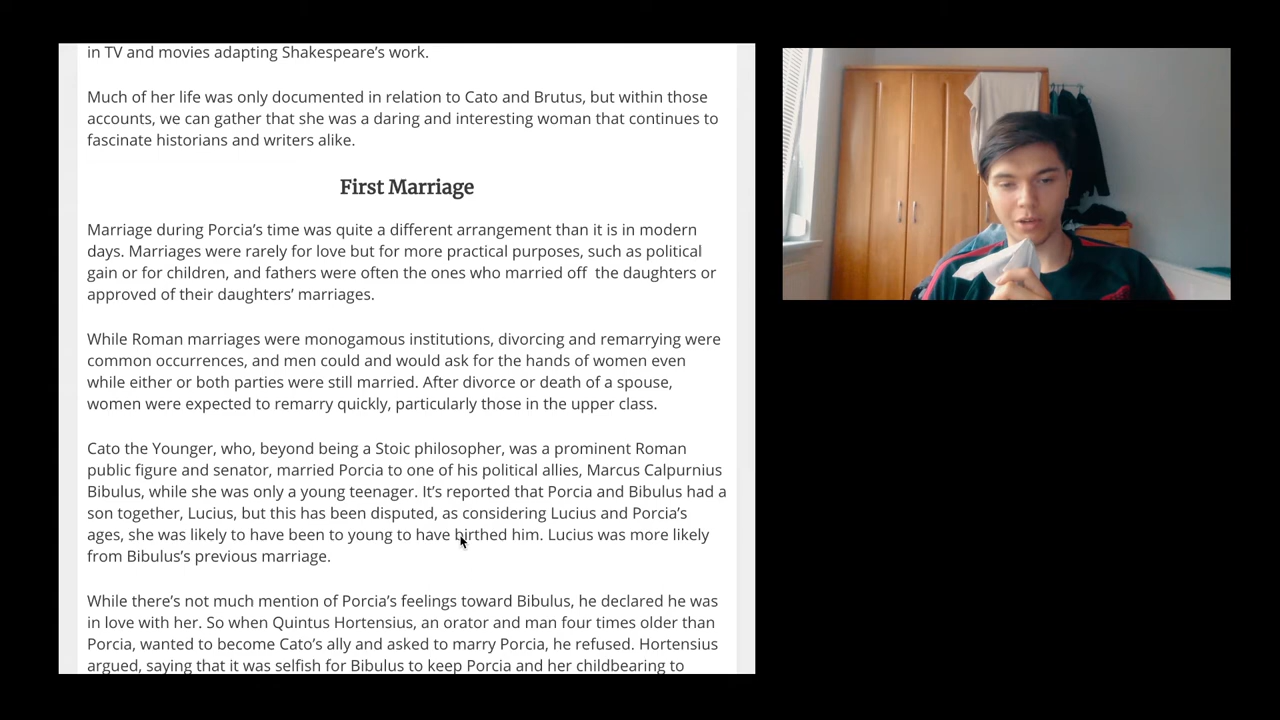 in TV and movies adapting Shakespeare’s work.
Much of her life was only documented in relation to Cato and Brutus, but within those
accounts, we can gather that she was a daring and interesting woman that continues to
fascinate historians and writers alike.
First Marriage
Marriage during Porcia’s time was quite a different arrangement than it is in modern
days. Marriages were rarely for love but for more practical purposes, such as political
gain or for children, and fathers were often the ones who married off  the daughters or
approved of their daughters’ marriages.
While Roman marriages were monogamous institutions, divorcing and remarrying were
common occurrences, and men could and would ask for the hands of women even
while either or both parties were still married. After divorce or death of a spouse,
women were expected to remarry quickly, particularly those in the upper class.
Cato the Younger, who, beyond being a Stoic philosopher, was a prominent Roman
public figure and senator, married Porcia to one of his political allies, Marcus Calpurnius
Bibulus, while she was only a young teenager. It’s reported that Porcia and Bibulus had a
son together, Lucius, but this has been disputed, as considering Lucius and Porcia’s
ages, she was likely to have been to young to have birthed him. Lucius was more likely
from Bibulus’s previous marriage.
While there’s not much mention of Porcia’s feelings toward Bibulus, he declared he was
in love with her. So when Quintus Hortensius, an orator and man four times older than
Porcia, wanted to become Cato’s ally and asked to marry Porcia, he refused. Hortensius
argued, saying that it was selfish for Bibulus to keep Porcia and her childbearing to